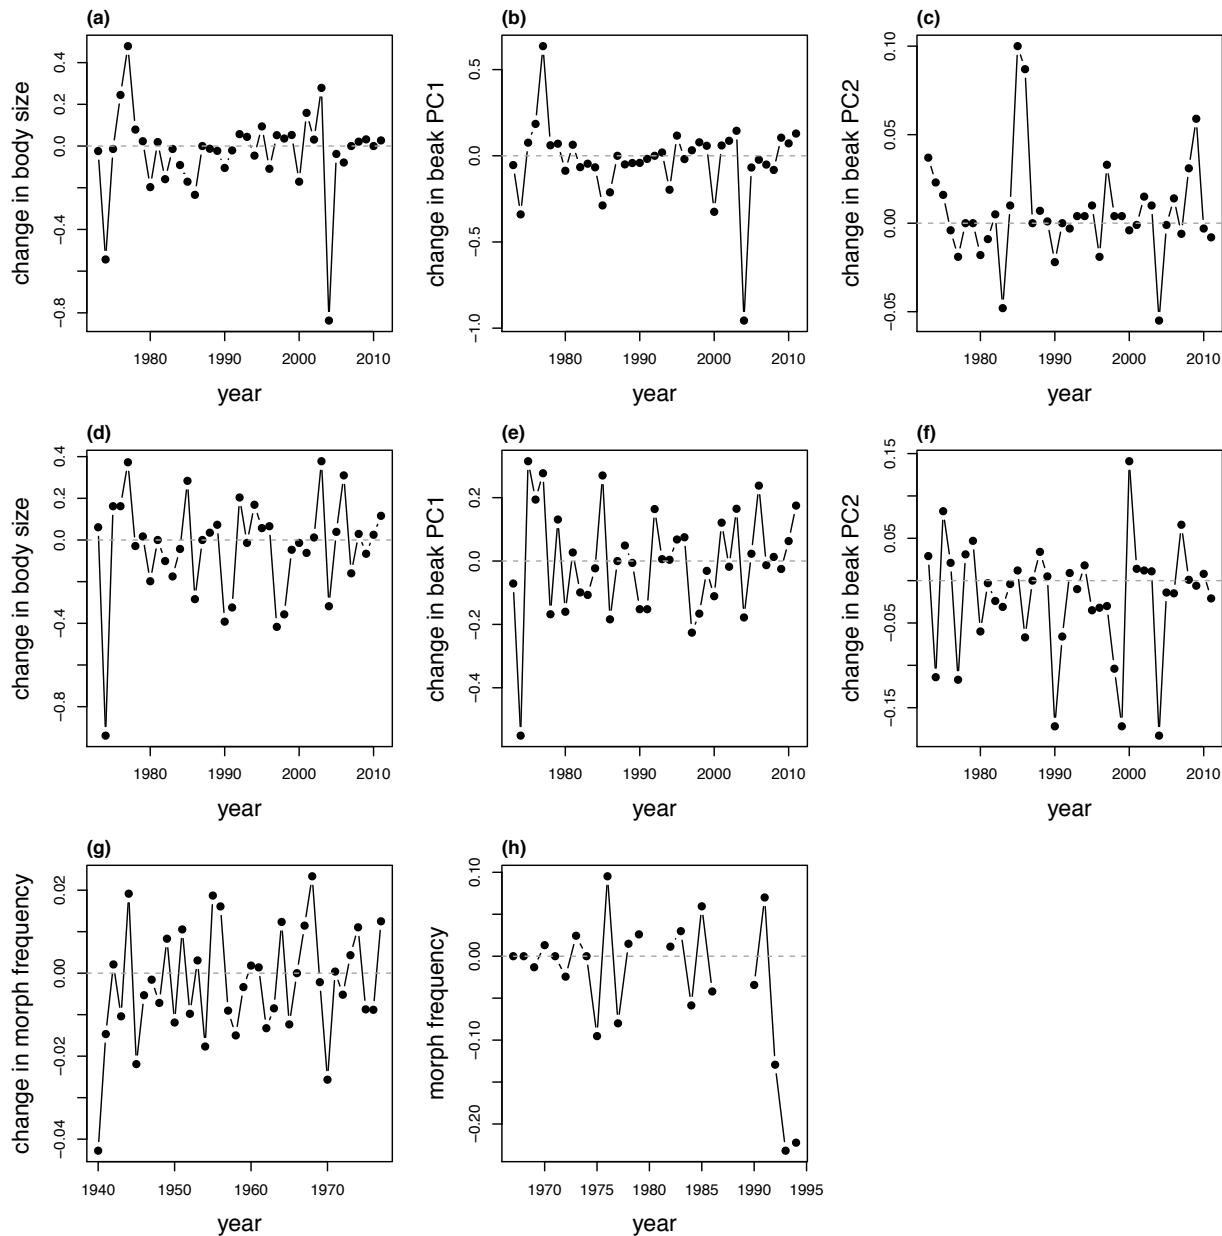 (a) (b) (c)
change in body size
0.4
0.2
0.0
−0.4
−0.8
1980 1990 2000 2010
year
change in beak PC1
0.5
0.0
−0.5
−1.0
1980 1990 2000 2010
year
change in beak PC2
0.10
0.05
0.00
−0.05
1980 1990 2000 2010
year
(d) (e) (f)
change in body size
0.4
0.2
0.0
−0.4
−0.8
1980 1990 2000 2010
year
change in beak PC1
0.2
0.0
−0.2
−0.4
1980 1990 2000 2010
year
change in beak PC2
0.15
0.05
−0.05
−0.15
1980 1990 2000 2010
year
(g) (h)
change in morph frequency
0.02
0.00
−0.02
−0.04
1940 1950 1960 1970
year
morph frequency
0.10
0.00
−0.10
−0.20
1970 1975 1980 1985 1990 1995
year